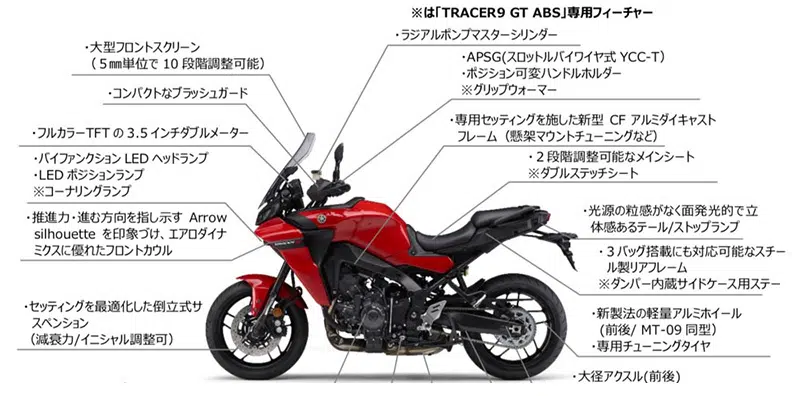 ※は「TRACER9 GT ABS」専用フィーチャー
・大型フロントスクリーン
（５㎜単位で 10 段階調整可能）
・コンパクトなブラッシュガード
・フルカラーTFT の 3.5 インチダブルメーター
・バイファンクション LED ヘッドランプ
・LED ポジションランプ
※コーナリングランプ
・推進力・進む方向を指し示す Arrow
silhouette を印象づけ、エアロダイナ
ミクスに優れたフロントカウル
・セッティングを最適化した倒立式サ
スペンション
（減衰力/イニシャル調整可）
・ラジアルポンプマスターシリンダー
・APSG(スロットルバイワイヤ式 YCC-T)
・ポジション可変ハンドルホルダー
※グリップウォーマー
・専用セッティングを施した新型 CF アルミダイキャスト
フレーム（懸架マウントチューニングなど）
・２段階調整可能なメインシート
※ダブルステッチシート
・光源の粒感がなく面発光的で立
体感あるテール/ストップランプ
・３バッグ搭載にも対応可能なスチー
ル製リアフレーム
※ダンパー内蔵サイドケース用ステー
・新製法の軽量アルミホイール
(前後/ MT-09 同型)
・専用チューニングタイヤ
・大径アクスル(前後)